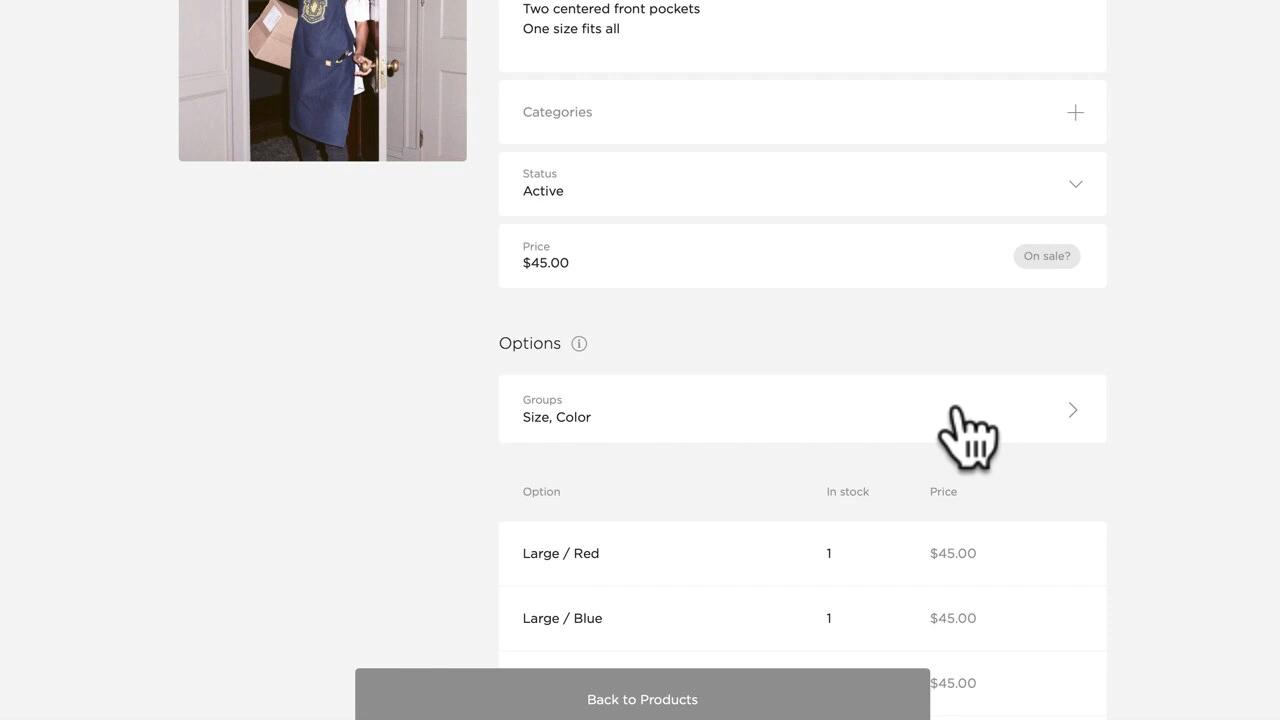 Two centered front pockets
One size fits all
Categories
Status
Active
Price
$45.00
On sale?
Options
Groups
Size, Color
Option In stock Price
Large / Red 1 $45.00
Large / Blue 1 $45.00
$45.00
Back to Products